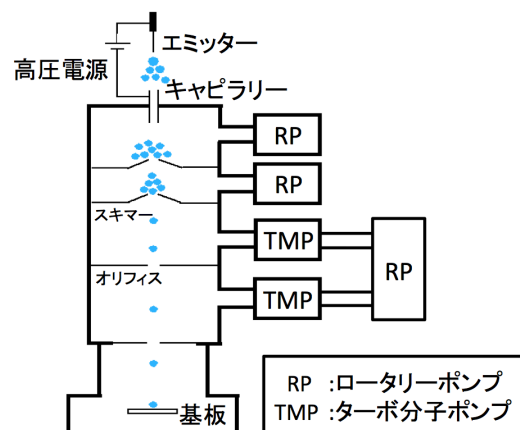 エミッター
高圧電源
キャピラリー
RP
RP
スキマー
TMP
RP
オリフィス
TMP
RP :ロータリーポンプ
TMP :ターボ分子ポンプ
基板